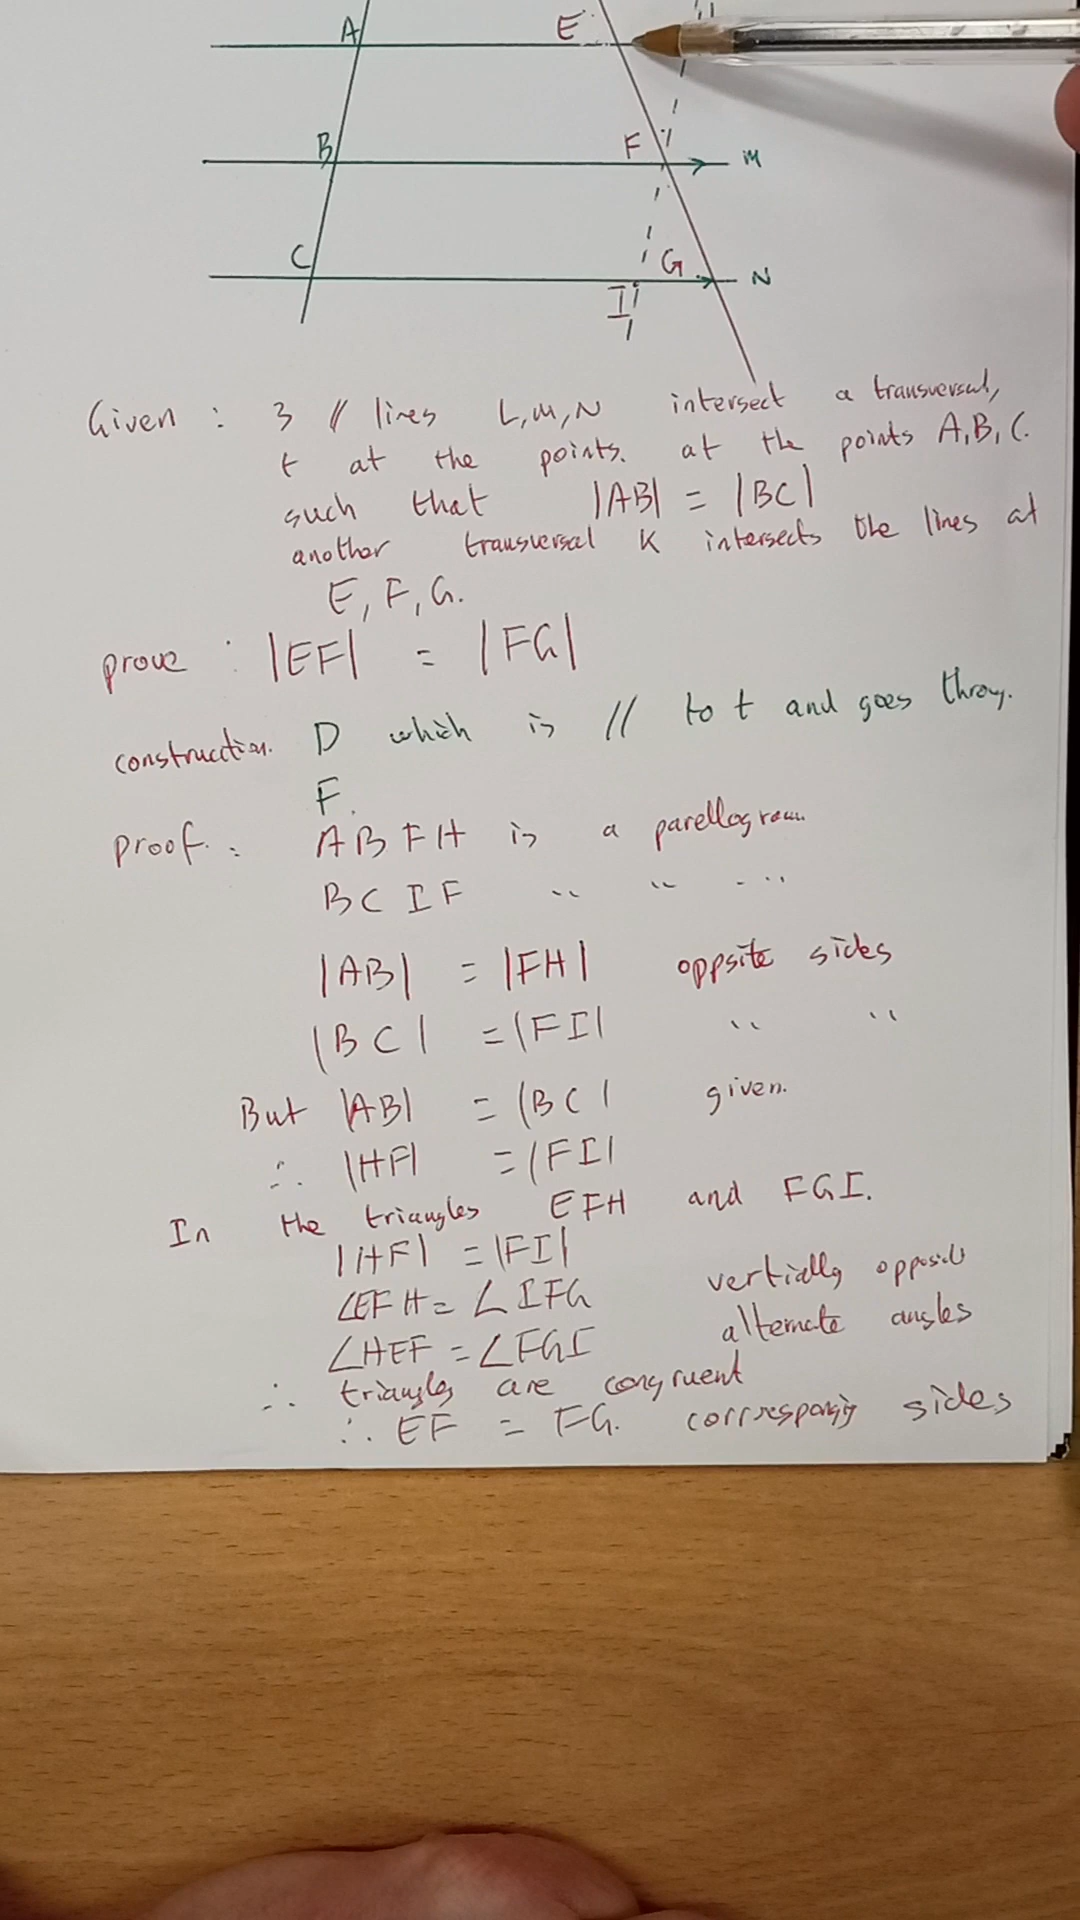 A E
B F M
C G N
I
Given : 3 // lines L, M, N intersect a transversal,
t at the points. at the points A, B, C.
such that |AB| = |BC|
another transversal K intersects the lines at
E, F, G.
prove : |EF| = |FG|
construction. D which is // to t and goes throy.
F.
proof. : ABFH is a parellogram
BCIF " " " "
|AB| = |FH| oppsite sides
|BC| = |FI| " "
But |AB| = |BC| given.
∴ |HF| = |FI|
In the triangles EFH and FGI.
|HF| = |FI|
∠EFH = ∠IFG vertially opposite
∠HEF = ∠FGI alternate angles
∴ triangles are congruent
∴ EF = FG. sides